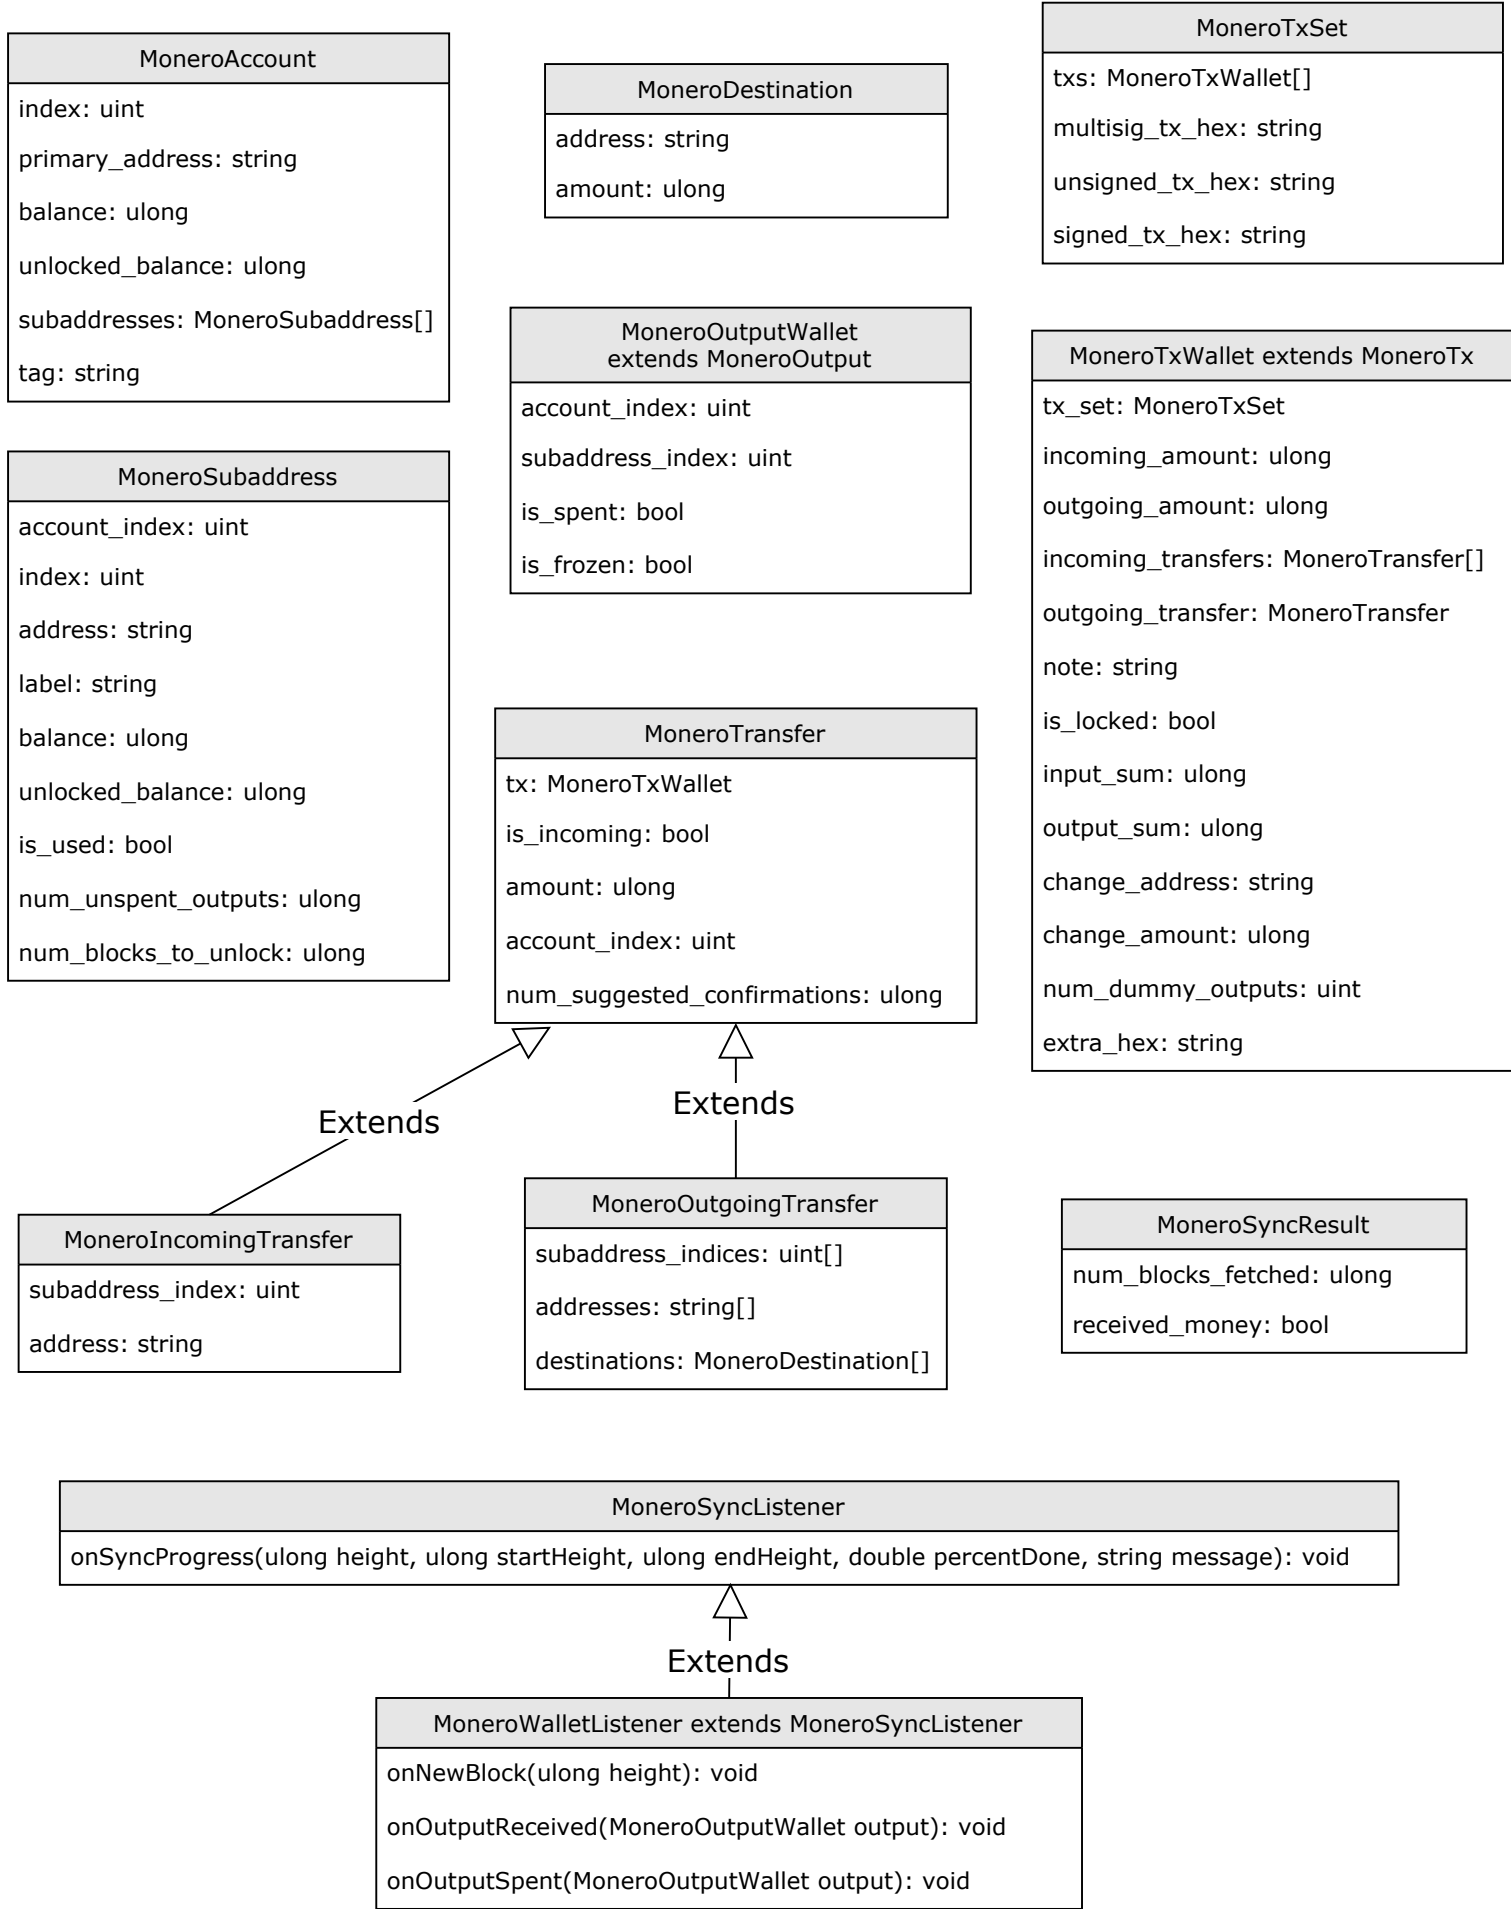 MoneroAccount
index: uint
primary_address: string
balance: ulong
unlocked_balance: ulong
subaddresses: MoneroSubaddress[]
tag: string
MoneroSubaddress
account_index: uint
index: uint
address: string
label: string
balance: ulong
unlocked_balance: ulong
is_used: bool
num_unspent_outputs: ulong
num_blocks_to_unlock: ulong
MoneroDestination
address: string
amount: ulong
MoneroOutputWallet
extends MoneroOutput
account_index: uint
subaddress_index: uint
is_spent: bool
is_frozen: bool
MoneroTransfer
tx: MoneroTxWallet
is_incoming: bool
amount: ulong
account_index: uint
num_suggested_confirmations: ulong
MoneroTxSet
txs: MoneroTxWallet[]
multisig_tx_hex: string
unsigned_tx_hex: string
signed_tx_hex: string
MoneroTxWallet extends MoneroTx
tx_set: MoneroTxSet
incoming_amount: ulong
outgoing_amount: ulong
incoming_transfers: MoneroTransfer[]
outgoing_transfer: MoneroTransfer
note: string
is_locked: bool
input_sum: ulong
output_sum: ulong
change_address: string
change_amount: ulong
num_dummy_outputs: uint
extra_hex: string
Extends
Extends
MoneroIncomingTransfer
subaddress_index: uint
address: string
MoneroOutgoingTransfer
subaddress_indices: uint[]
addresses: string[]
destinations: MoneroDestination[]
MoneroSyncResult
num_blocks_fetched: ulong
received_money: bool
MoneroSyncListener
onSyncProgress(ulong height, ulong startHeight, ulong endHeight, double percentDone, string message): void
Extends
MoneroWalletListener extends MoneroSyncListener
onNewBlock(ulong height): void
onOutputReceived(MoneroOutputWallet output): void
onOutputSpent(MoneroOutputWallet output): void